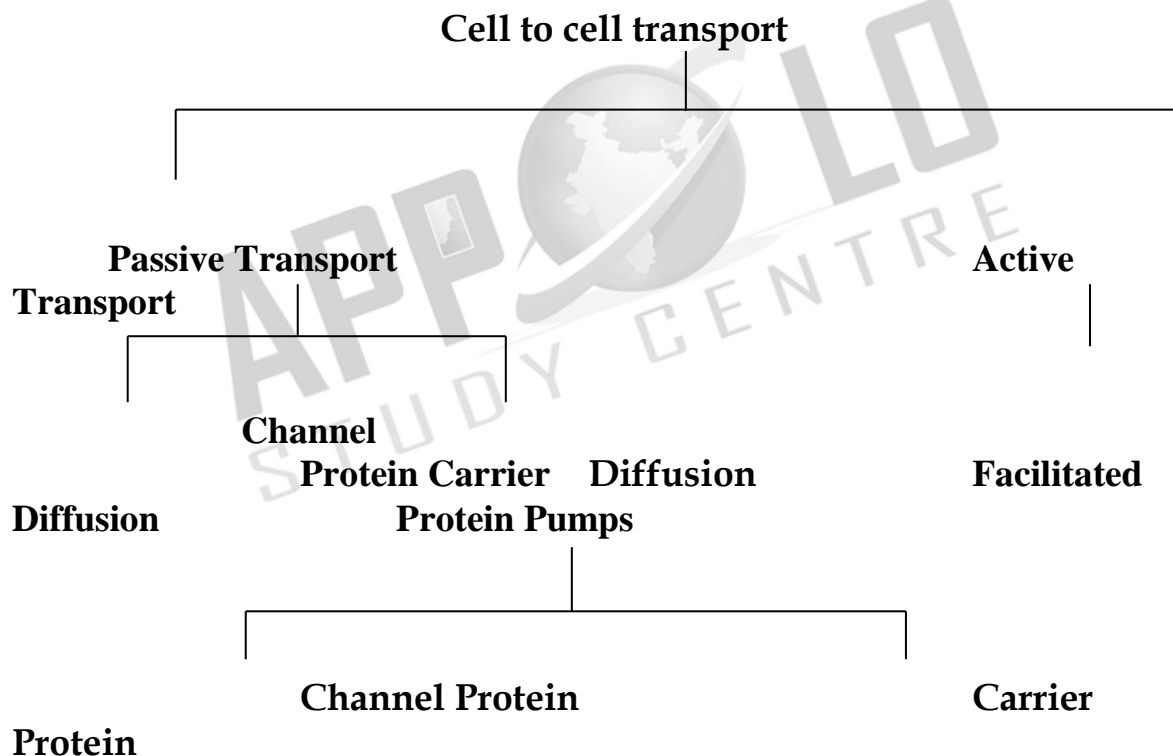 Cell to cell transport
APPOLO
STUDY CENTRE
Passive Transport Active
Transport
Channel
Protein Carrier Diffusion Facilitated
Diffusion Protein Pumps
Channel Protein Carrier
Protein